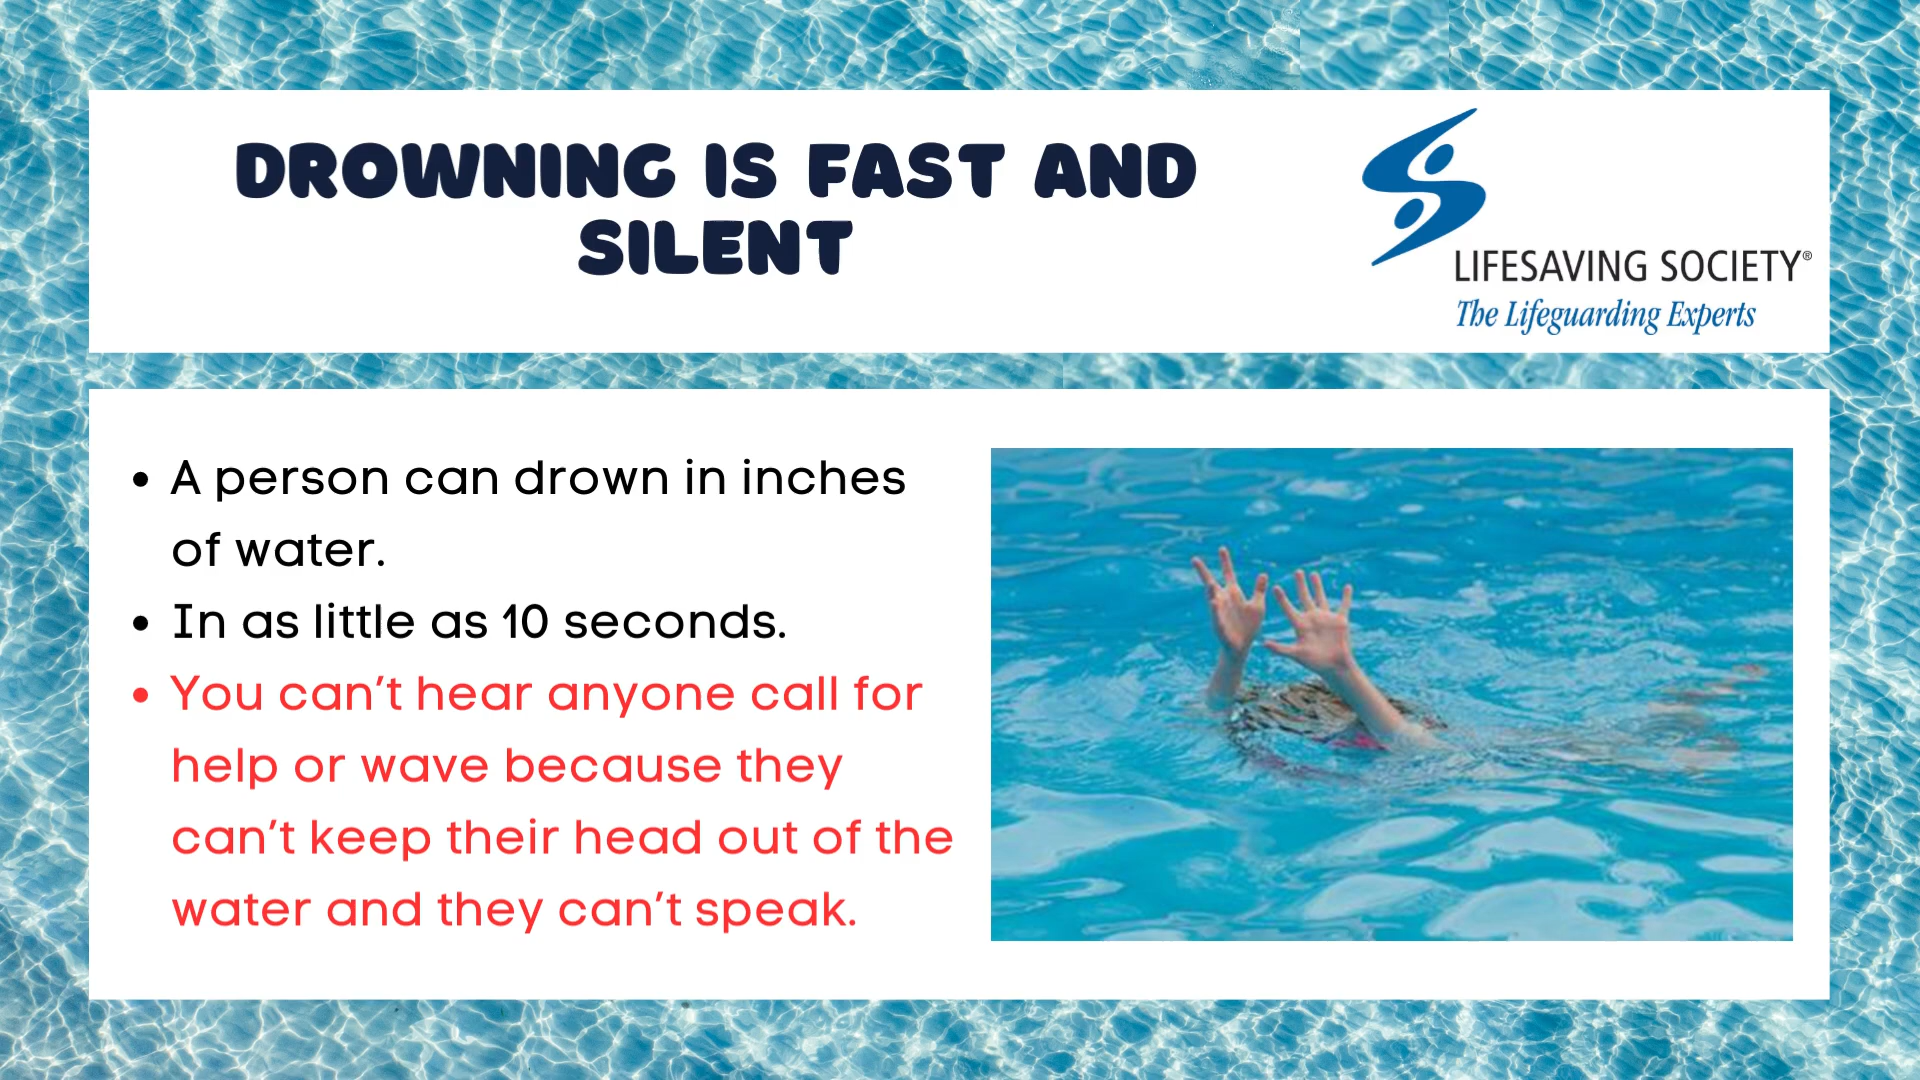 DROWNING IS FAST AND
SILENT
LIFESAVING SOCIETY®
The Lifeguarding Experts
• A person can drown in inches
of water.
• In as little as 10 seconds.
• You can’t hear anyone call for
help or wave because they
can’t keep their head out of the
water and they can’t speak.